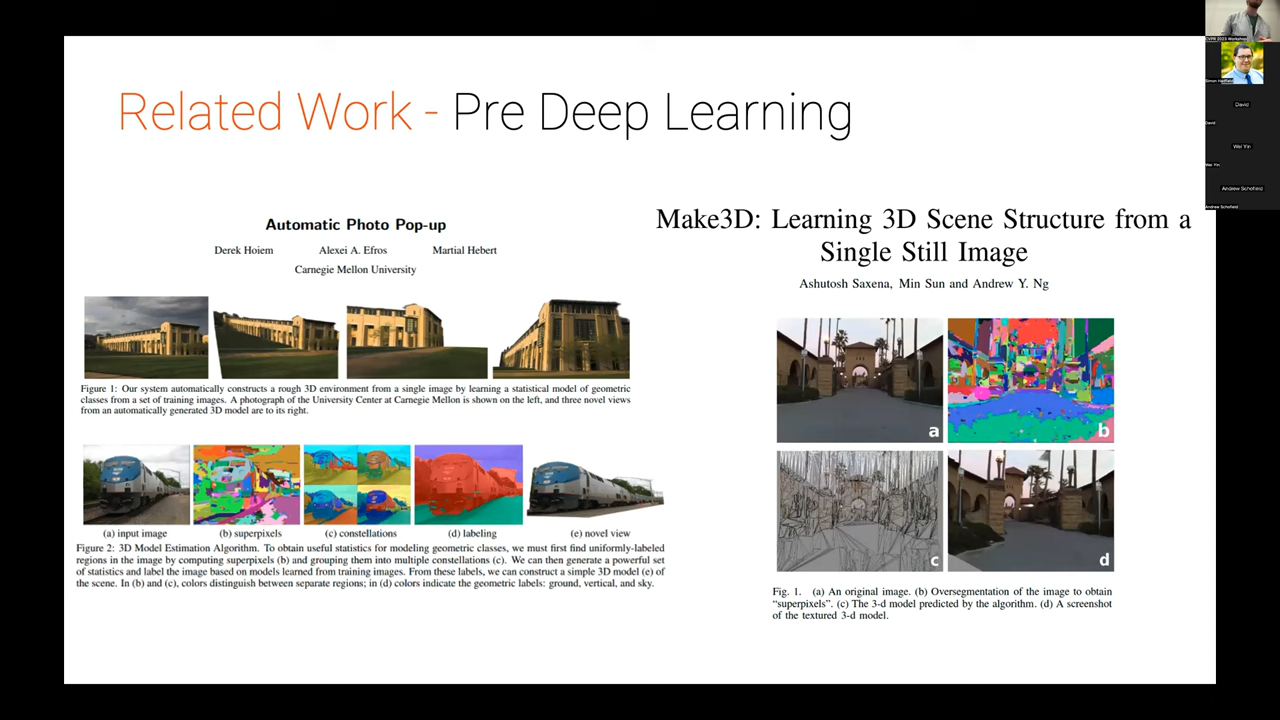 Related Work - Pre Deep Learning
Automatic Photo Pop-up
Derek Hoiem Alexei A. Efros Martial Hebert
Carnegie Mellon University
Figure 1: Our system automatically constructs a rough 3D environment from a single image by learning a statistical model of geometric
classes from a set of training images. A photograph of the University Center at Carnegie Mellon is shown on the left, and three novel views
from an automatically generated 3D model are to its right.
(a) input image (b) superpixels (c) constellations (d) labeling (e) novel view
Figure 2: 3D Model Estimation Algorithm. To obtain useful statistics for modeling geometric classes, we must first find uniformly-labeled
regions in the image by computing superpixels (b) and grouping them into multiple constellations (c). We can then generate a powerful set
of statistics and label the image based on models learned from training images. From these labels, we can construct a simple 3D model (e) of
the scene. In (b) and (c), colors distinguish between separate regions; in (d) colors indicate the geometric labels: ground, vertical, and sky.
Make3D: Learning 3D Scene Structure from a
Single Still Image
Ashutosh Saxena, Min Sun and Andrew Y. Ng
a
b
c
d
Fig. 1. (a) An original image. (b) Oversegmentation of the image to obtain
“superpixels”. (c) The 3-d model predicted by the algorithm. (d) A screenshot
of the textured 3-d model.
CVPR 2023 Workshop
Simon Hadfield
David
David
Wei Yin
Wei Yin
Andrew Schofield
Andrew Schofield